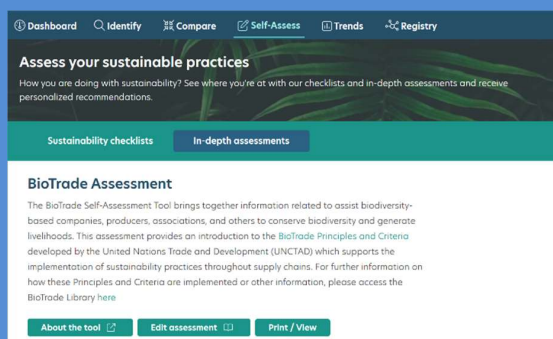 Dashboard Identify Compare Self-Assess Trends Registry
Assess your sustainable practices
How you are doing with sustainability? See where you're at with our checklists and in-depth assessments and receive
personalized recommendations.
Sustainability checklists In-depth assessments
BioTrade Assessment
The BioTrade Self-Assessment Tool brings together information related to assist biodiversity-
based companies, producers, associations, and others to conserve biodiversity and generate
livelihoods. This assessment provides an introduction to the BioTrade Principles and Criteria
developed by the United Nations Trade and Development (UNCTAD) which supports the
implementation of sustainability practices throughout supply chains. For further information on
how these Principles and Criteria are implemented or other information, please access the
BioTrade Library here
About the tool Edit assessment Print / View